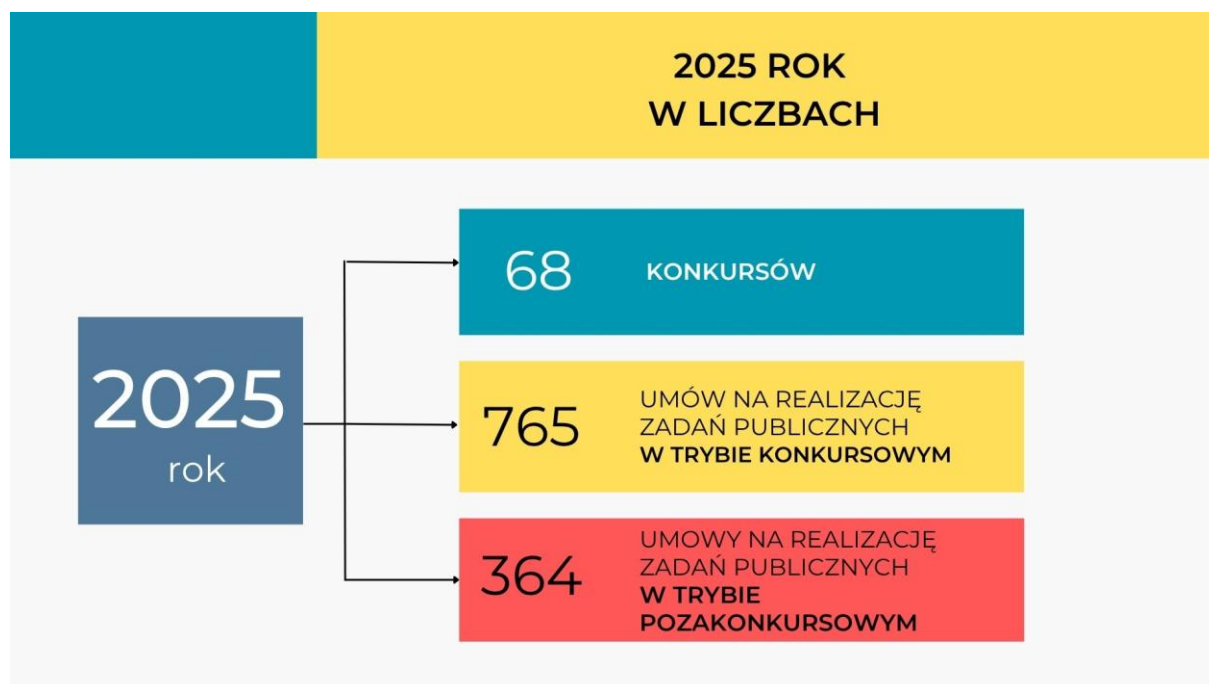 2025 ROK
W LICZBACH
2025
rok
68
KONKURSÓW
765
UMÓW NA REALIZACJĘ
ZADAŃ PUBLICZNYCH
W TRYBIE KONKURSOWYM
364
UMOWY NA REALIZACJĘ
ZADAŃ PUBLICZNYCH
W TRYBIE
POZAKONKURSOWYM